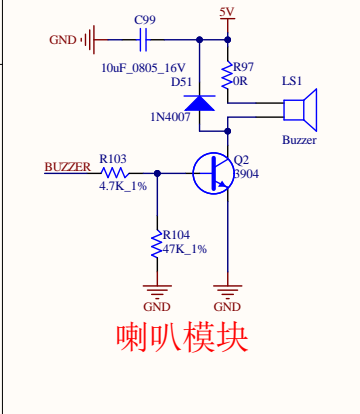 C99
5V
GND
10uF_0805_16V
R97
0R
D51
LS1
1N4007
Buzzer
R103
BUZZER
4.7K_1%
Q2
3904
R104
47K_1%
GND
GND
喇叭模块